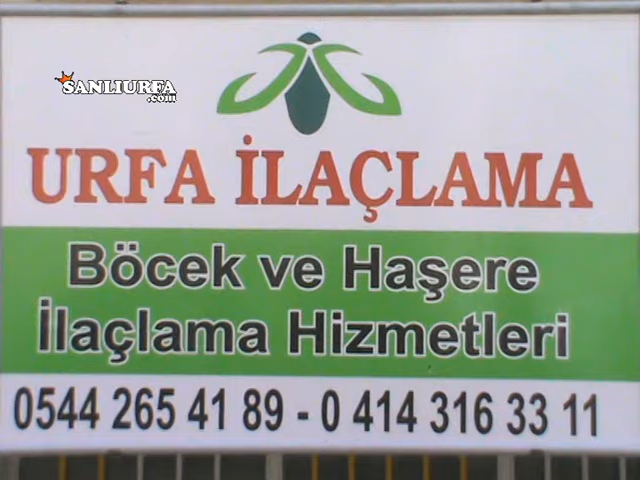 SANLIURFA
.com
URFA İLAÇLAMA
Böcek ve Haşere
İlaçlama Hizmetleri
0544 265 41 89 - 0 414 316 33 11